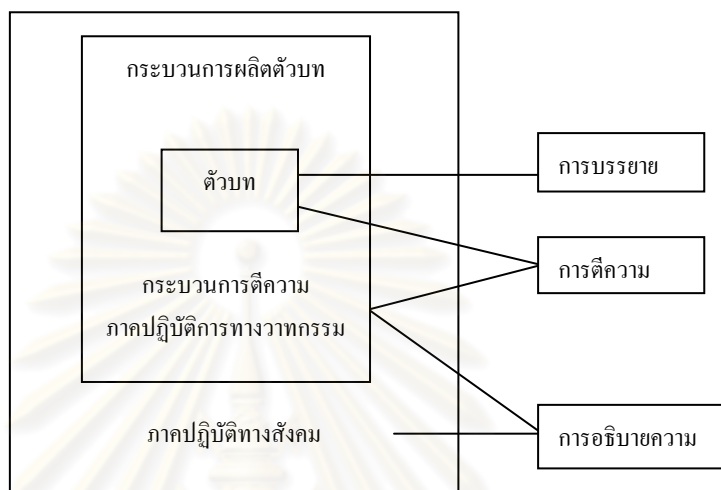 กระบวนการผลิตตัวบท
ตัวบท
กระบวนการตีความ
ภาคปฏิบัติการทางวาทกรรม
ภาคปฏิบัติทางสังคม
การบรรยาย
การตีความ
การอธิบายความ